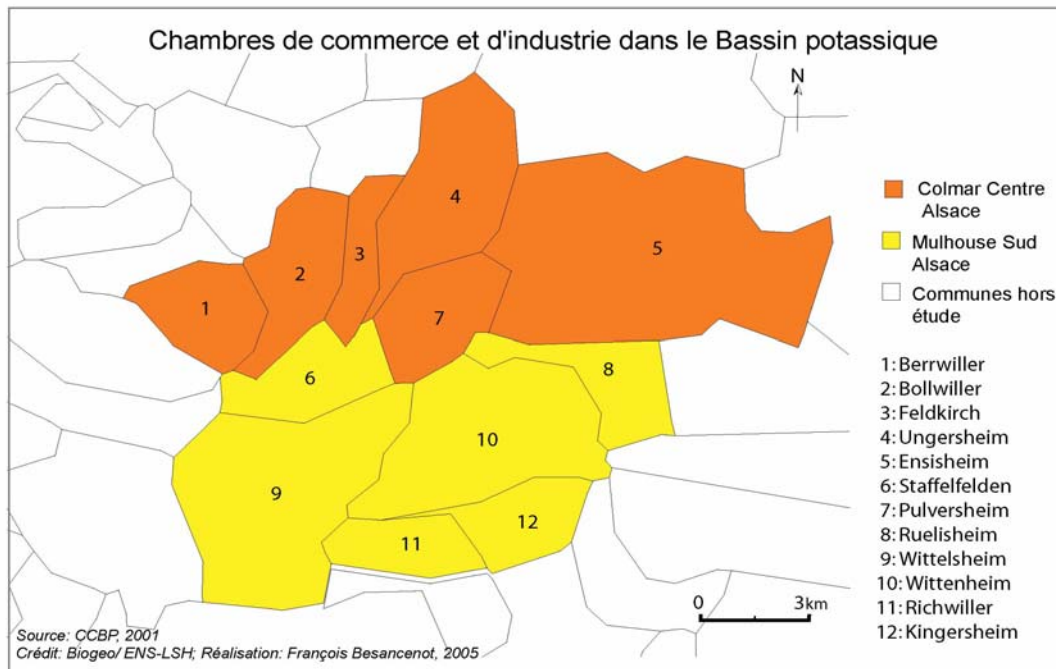 Chambres de commerce et d'industrie dans le Bassin potassique
N
4
5
3
2
1
7
6
8
10
9
12
11
Colmar Centre
Alsace
Mulhouse Sud
Alsace
Communes hors
étude
1: Berrwiller
2: Bollwiller
3: Feldkirch
4: Ungersheim
5: Ensisheim
6: Staffelfelden
7: Pulversheim
8: Ruelisheim
9: Wittelsheim
10: Wittenheim
11: Richwiller
12: Kingersheim
0 3km
Source: CCBP, 2001
Crédit: Biogeo/ ENS-LSH; Réalisation: François Besancenot, 2005